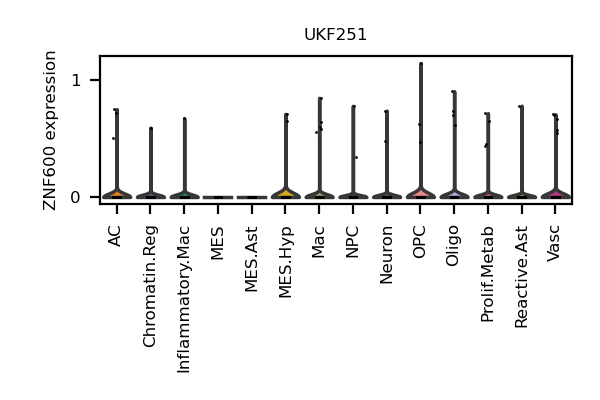 UKF251
ZNF600 expression
1
0
AC
Chromatin.Reg
Inflammatory.Mac
MES
MES.Ast
MES.Hyp
Mac
NPC
Neuron
OPC
Oligo
Prolif.Metab
Reactive.Ast
Vasc